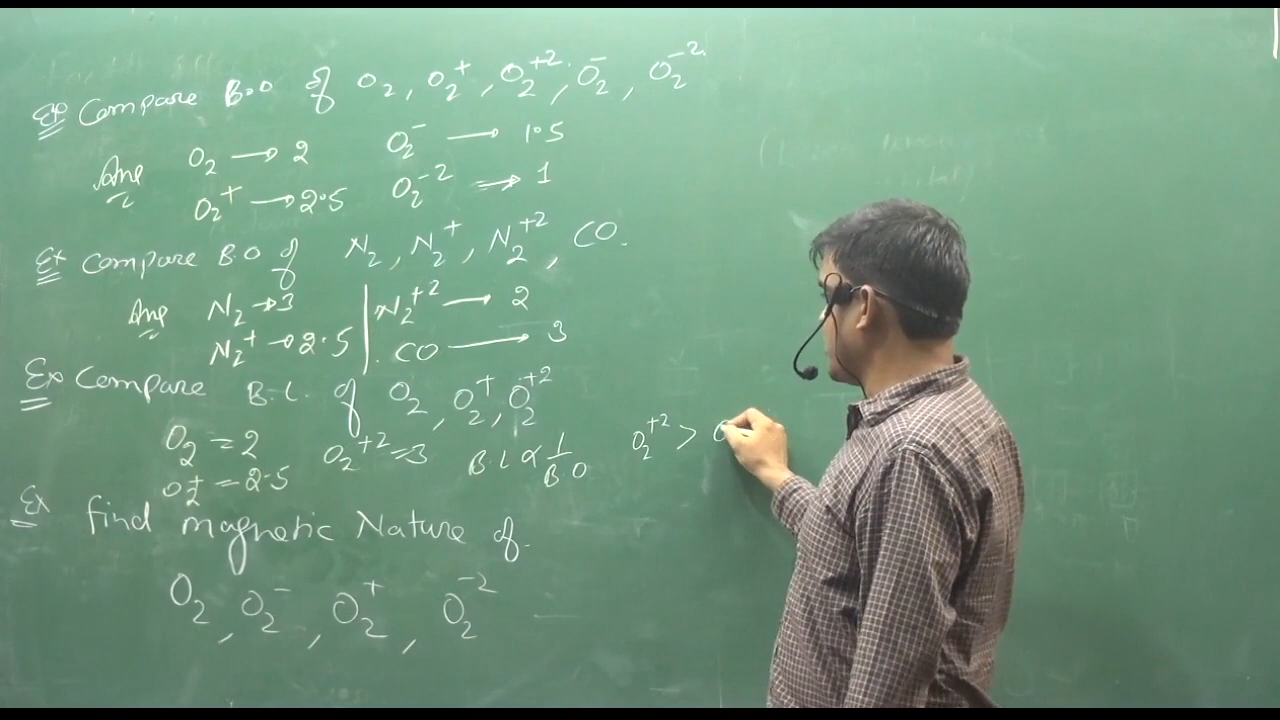 Ex Compare B.O of O₂, O₂⁺, O₂⁺², O₂⁻, O₂⁻².
Ans O₂ → 2 O₂⁻ → 1.5
O₂⁺ → 2.5 O₂⁻² → 1
Ex Compare B.O of N₂, N₂⁺, N₂⁺², CO.
Ans N₂ → 3 | N₂⁺² → 2
N₂⁺ → 2.5 | CO → 3
Ex Compare B.L. of O₂, O₂⁺, O₂⁺²
O₂ = 2 O₂⁺² = 3 B.L ∝ 1/B.O O₂⁺² > O
O₂⁺ = 2.5
Ex find magnetic Nature of
O₂, O₂⁻, O₂⁺, O₂⁻²